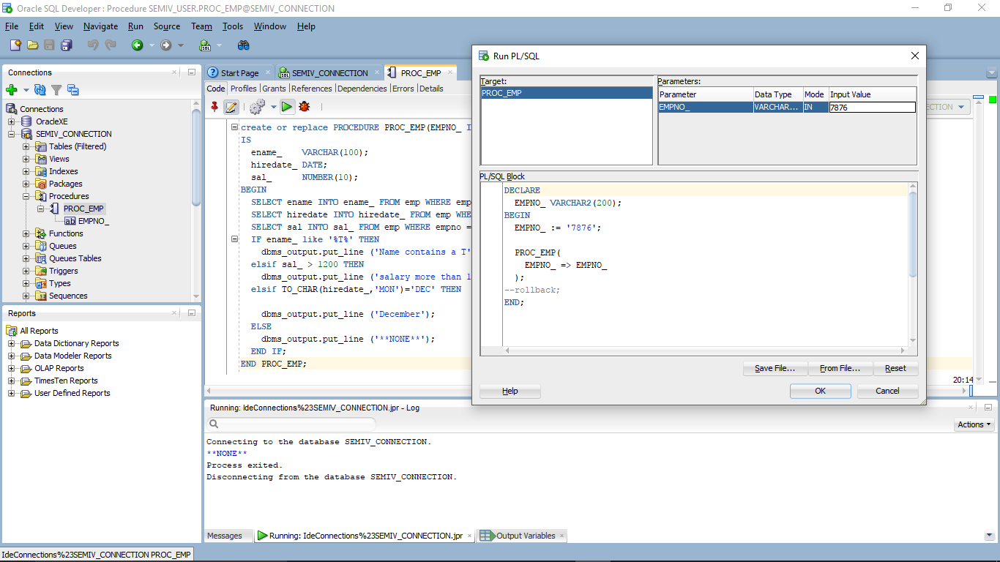 Oracle SQL Developer : Procedure SEMIV_USER.PROC_EMP@SEMIV_CONNECTION
File Edit View Navigate Run Source Team Tools Window Help
Connections
Connections
OracleXE
SEMIV_CONNECTION
Tables (Filtered)
Views
Indexes
Packages
Procedures
PROC_EMP
ab EMPNO_
Functions
Queues
Queues Tables
Triggers
Types
Sequences
Reports
All Reports
Data Dictionary Reports
Data Modeler Reports
OLAP Reports
TimesTen Reports
User Defined Reports
Start Page SEMIV_CONNECTION PROC_EMP
Code Profiles Grants References Dependencies Errors Details
create or replace PROCEDURE PROC_EMP(EMPNO_ I
IS
ename_ VARCHAR(100);
hiredate_ DATE;
sal_ NUMBER(10);
BEGIN
SELECT ename INTO ename_ FROM emp WHERE emp
SELECT hiredate INTO hiredate_ FROM emp WHE
SELECT sal INTO sal_ FROM emp WHERE empno =
IF ename_ like '%T%' THEN
dbms_output.put_line ('Name contains a T'
elsif sal_ > 1200 THEN
dbms_output.put_line ('salary more than 1
elsif TO_CHAR(hiredate_,'MON')='DEC' THEN
dbms_output.put_line ('December');
ELSE
dbms_output.put_line ('**NONE**');
END IF;
END PROC_EMP;
CTION
20:14
Run PL/SQL
Target:
PROC_EMP
Parameters:
Parameter Data Type Mode Input Value
EMPNO_ VARCHAR... IN 7876
PL/SQL Block
DECLARE
EMPNO_ VARCHAR2(200);
BEGIN
EMPNO_ := '7876';
PROC_EMP(
EMPNO_ => EMPNO_
);
--rollback;
END;
Save File... From File... Reset
Help OK Cancel
Running: IdeConnections%23SEMIV_CONNECTION.jpr - Log
Actions
Connecting to the database SEMIV_CONNECTION.
**NONE**
Process exited.
Disconnecting from the database SEMIV_CONNECTION.
Messages Running: IdeConnections%23SEMIV_CONNECTION.jpr Output Variables
IdeConnections%23SEMIV_CONNECTION PROC_EMP